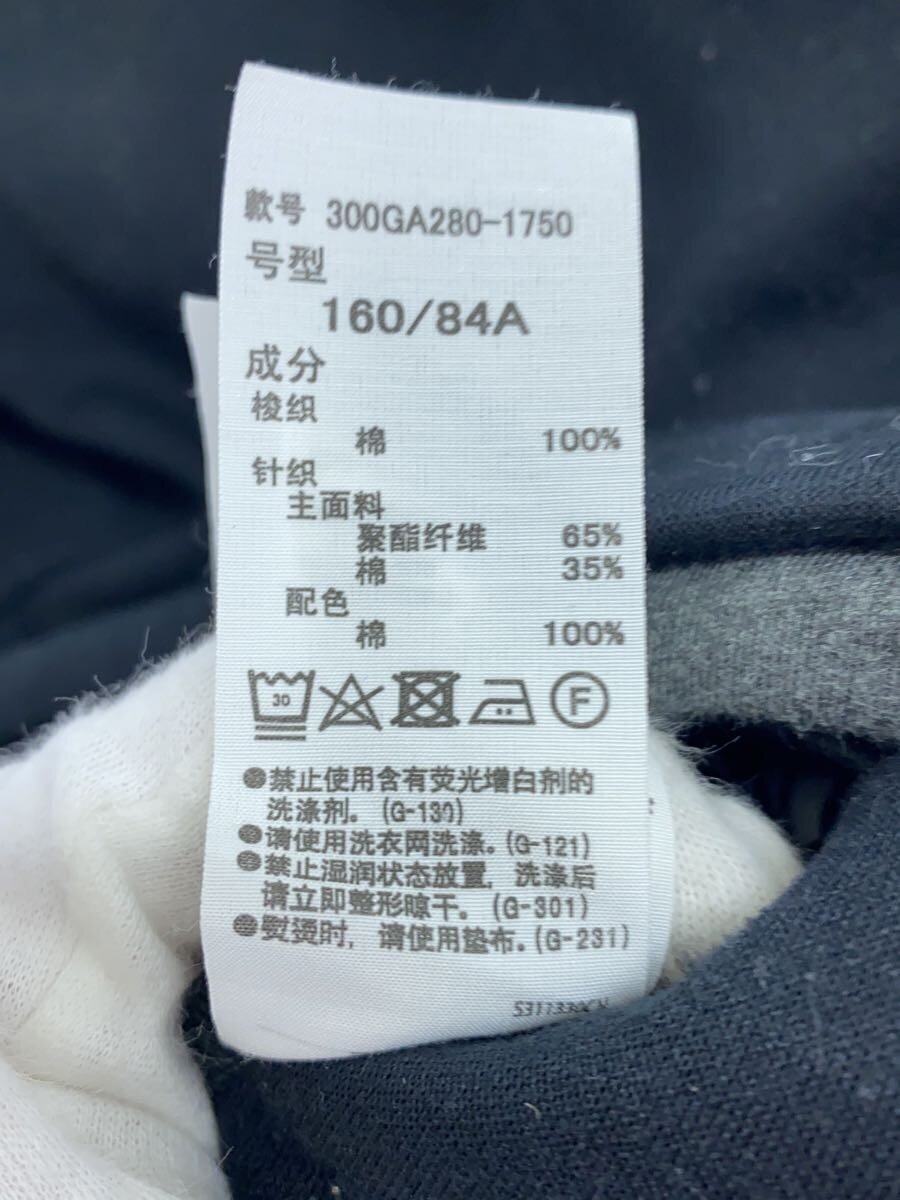 款号 300GA280-1750
号型
160/84A
成分
梭织
棉 100%
针织
主面料
聚酯纤维 65%
棉 35%
配色
棉 100%
30
F
●禁止使用含有荧光增白剂的
洗涤剂。(G-130)
●请使用洗衣网洗涤。(G-121)
●禁止湿润状态放置，洗涤后
请立即整形晾干。(G-301)
●熨烫时，请使用垫布。(G-231)